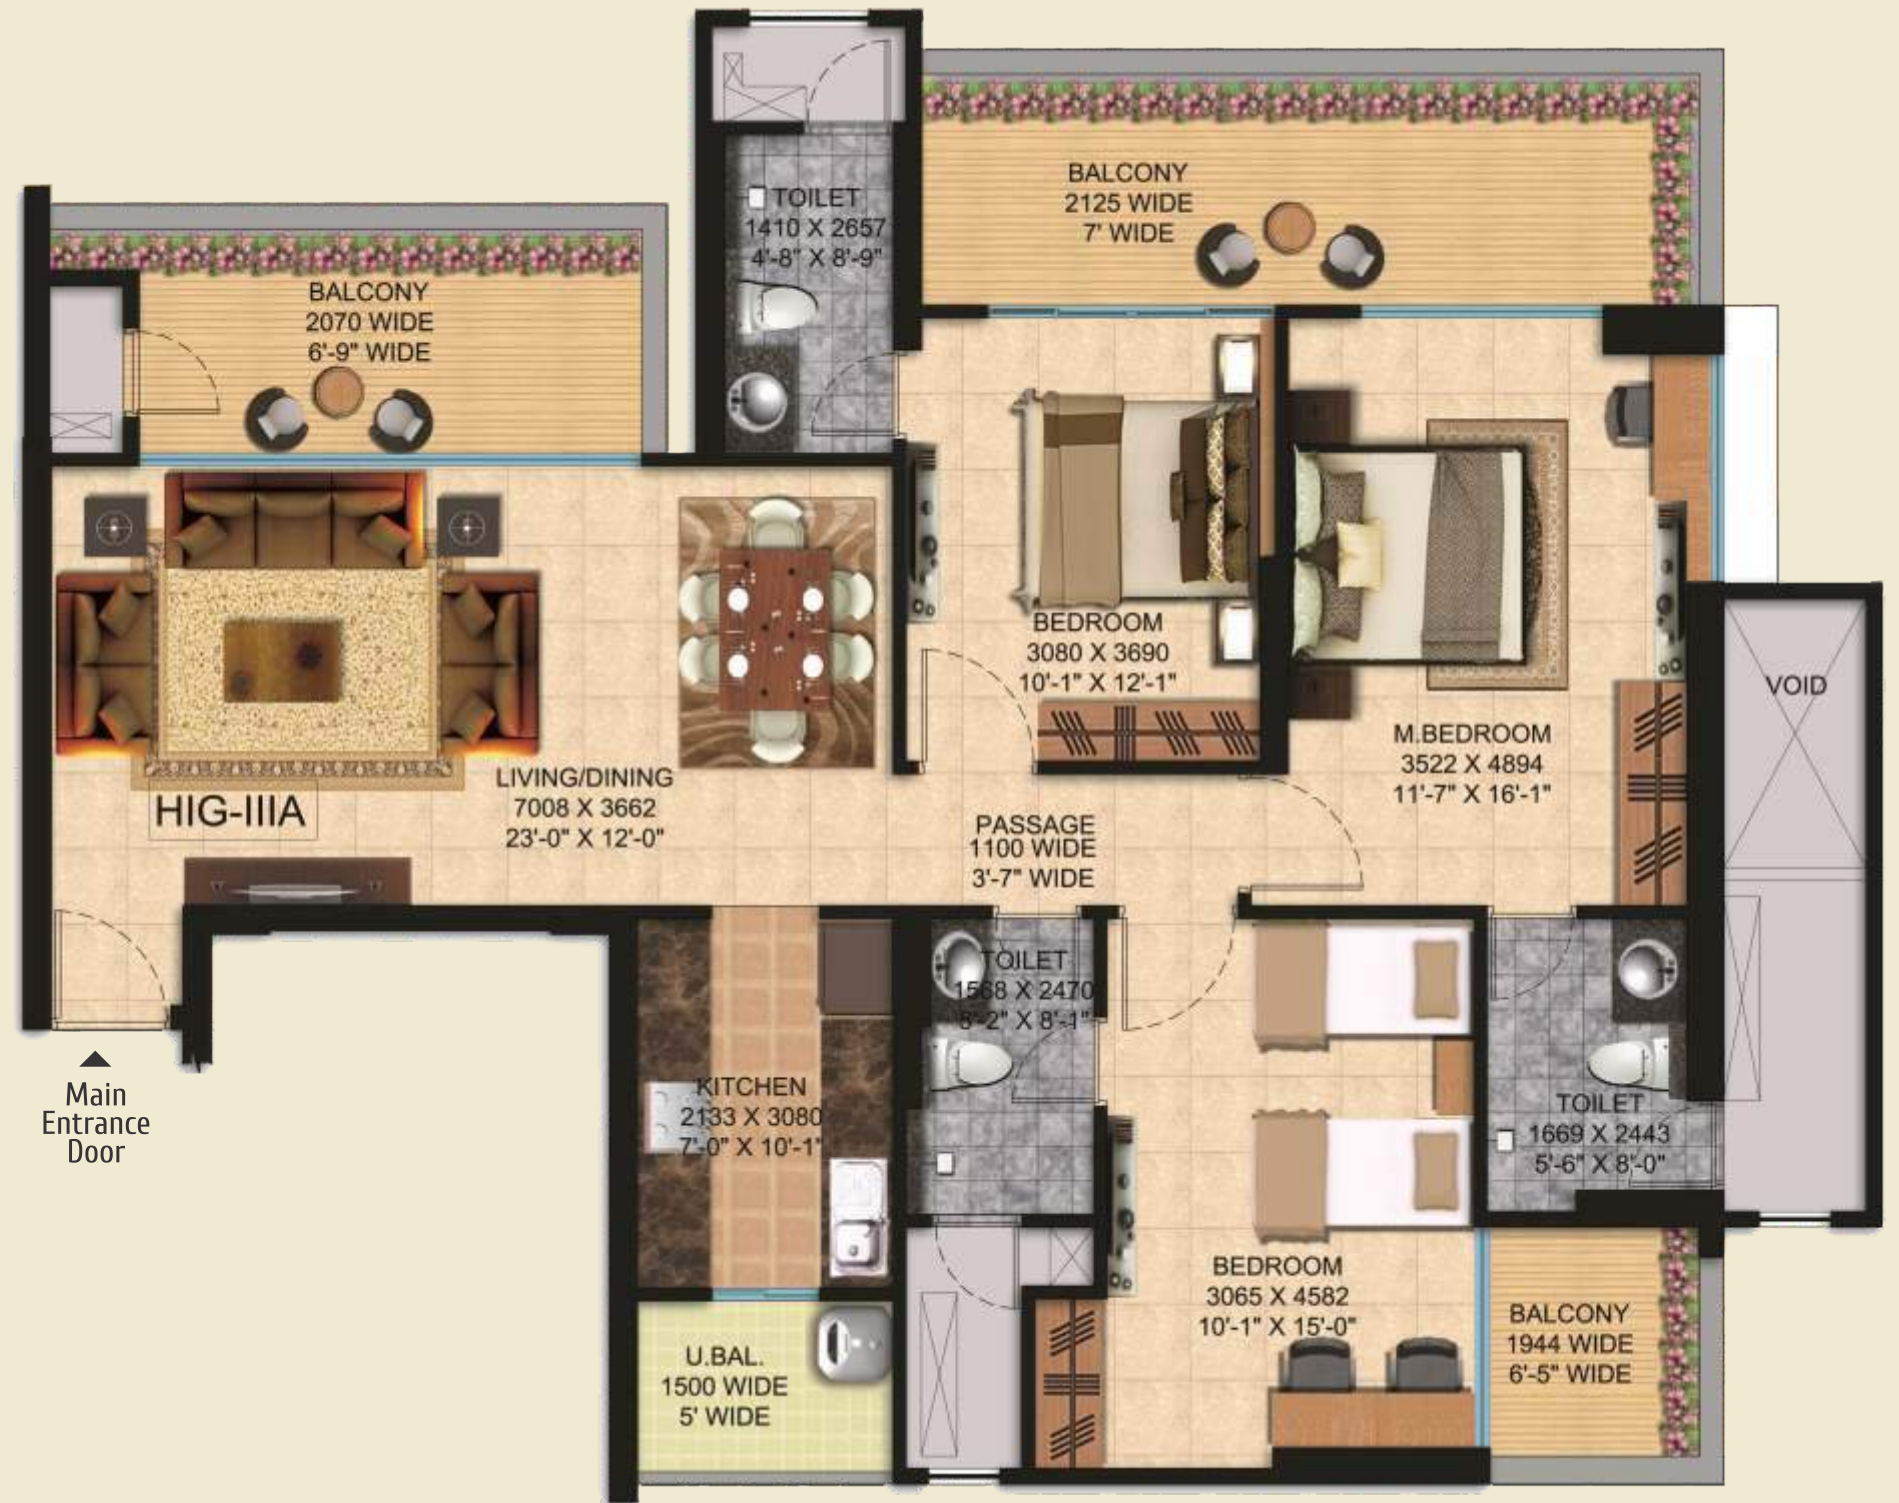 TOILET
1410 X 2657
4'-8" X 8'-9"
BALCONY
2125 WIDE
7' WIDE
BALCONY
2070 WIDE
6'-9" WIDE
BEDROOM
3080 X 3690
10'-1" X 12'-1"
VOID
M.BEDROOM
3522 X 4894
11'-7" X 16'-1"
LIVING/DINING
7008 X 3662
23'-0" X 12'-0"
HIG-IIIA
PASSAGE
1100 WIDE
3'-7" WIDE
TOILET
1568 X 2470
8'-2" X 8'-1"
KITCHEN
2133 X 3080
7'-0" X 10'-1"
Main
Entrance
Door
TOILET
1669 X 2443
5'-6" X 8'-0"
BEDROOM
3065 X 4582
10'-1" X 15'-0"
BALCONY
1944 WIDE
6'-5" WIDE
U.BAL.
1500 WIDE
5' WIDE